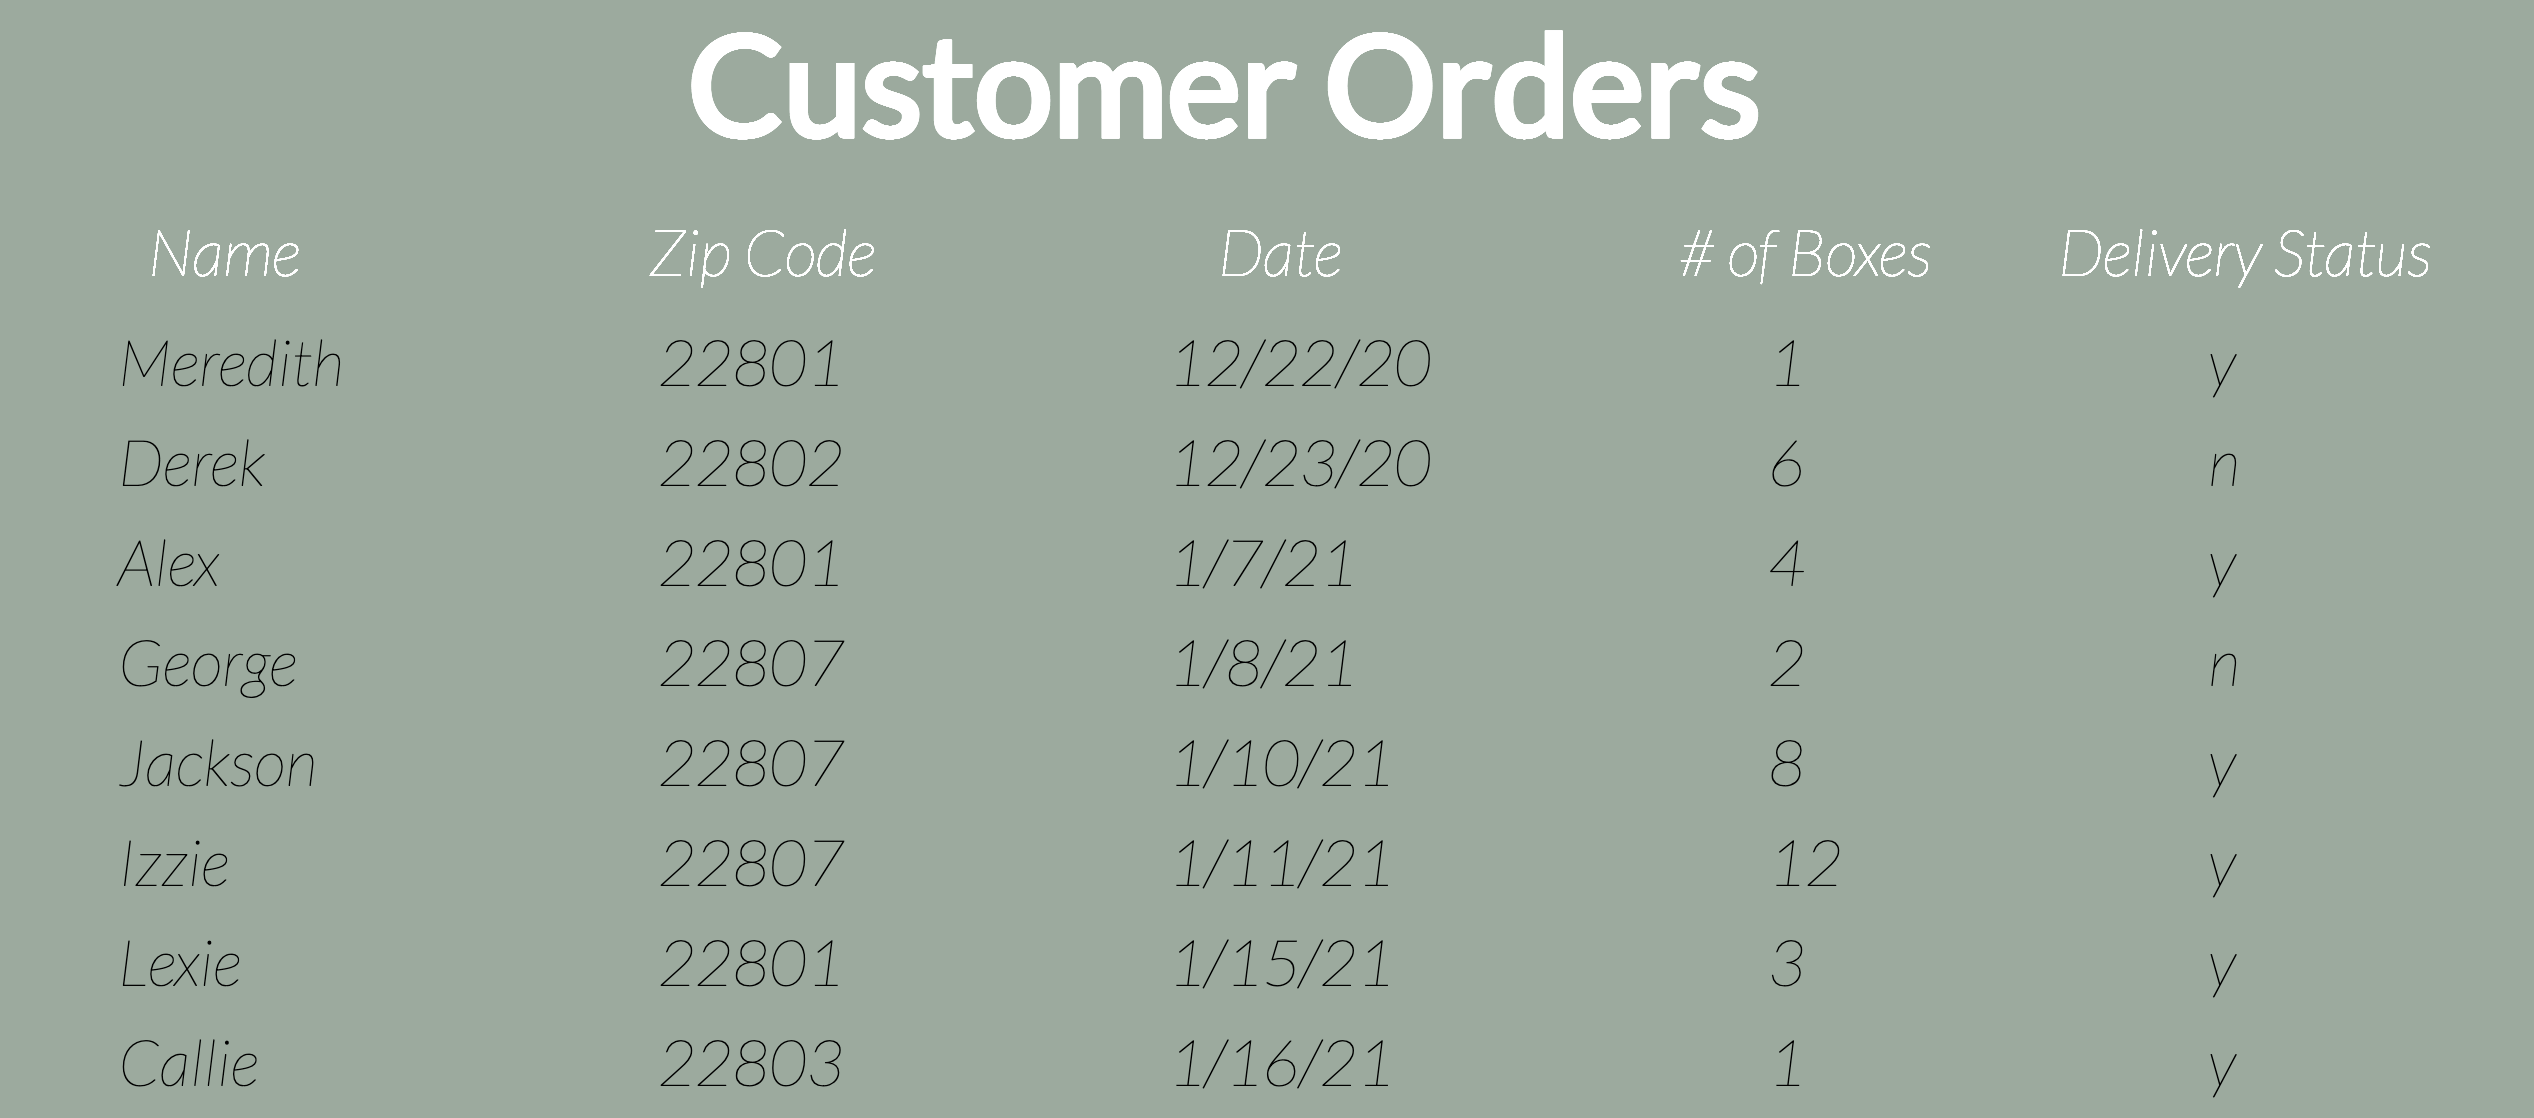 Customer Orders
Name Zip Code Date # of Boxes Delivery Status
Meredith 22801 12/22/20 1 y
Derek 22802 12/23/20 6 n
Alex 22801 1/7/21 4 y
George 22807 1/8/21 2 n
Jackson 22807 1/10/21 8 y
Izzie 22807 1/11/21 12 y
Lexie 22801 1/15/21 3 y
Callie 22803 1/16/21 1 y